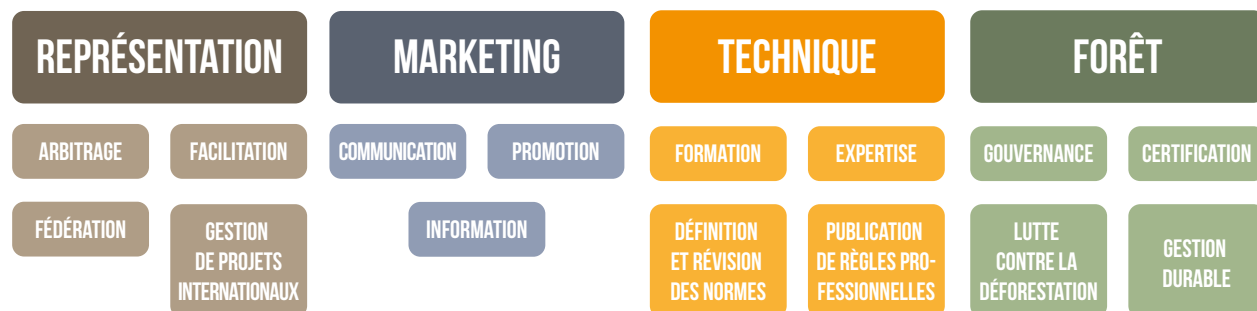 REPRÉSENTATION
ARBITRAGE
FACILITATION
FÉDÉRATION
GESTION
DE PROJETS
INTERNATIONAUX
MARKETING
COMMUNICATION
PROMOTION
INFORMATION
TECHNIQUE
FORMATION
EXPERTISE
DÉFINITION
ET RÉVISION
DES NORMES
PUBLICATION
DE RÈGLES PRO-
FESSIONNELLES
FORÊT
GOUVERNANCE
CERTIFICATION
LUTTE
CONTRE LA
DÉFORESTATION
GESTION
DURABLE